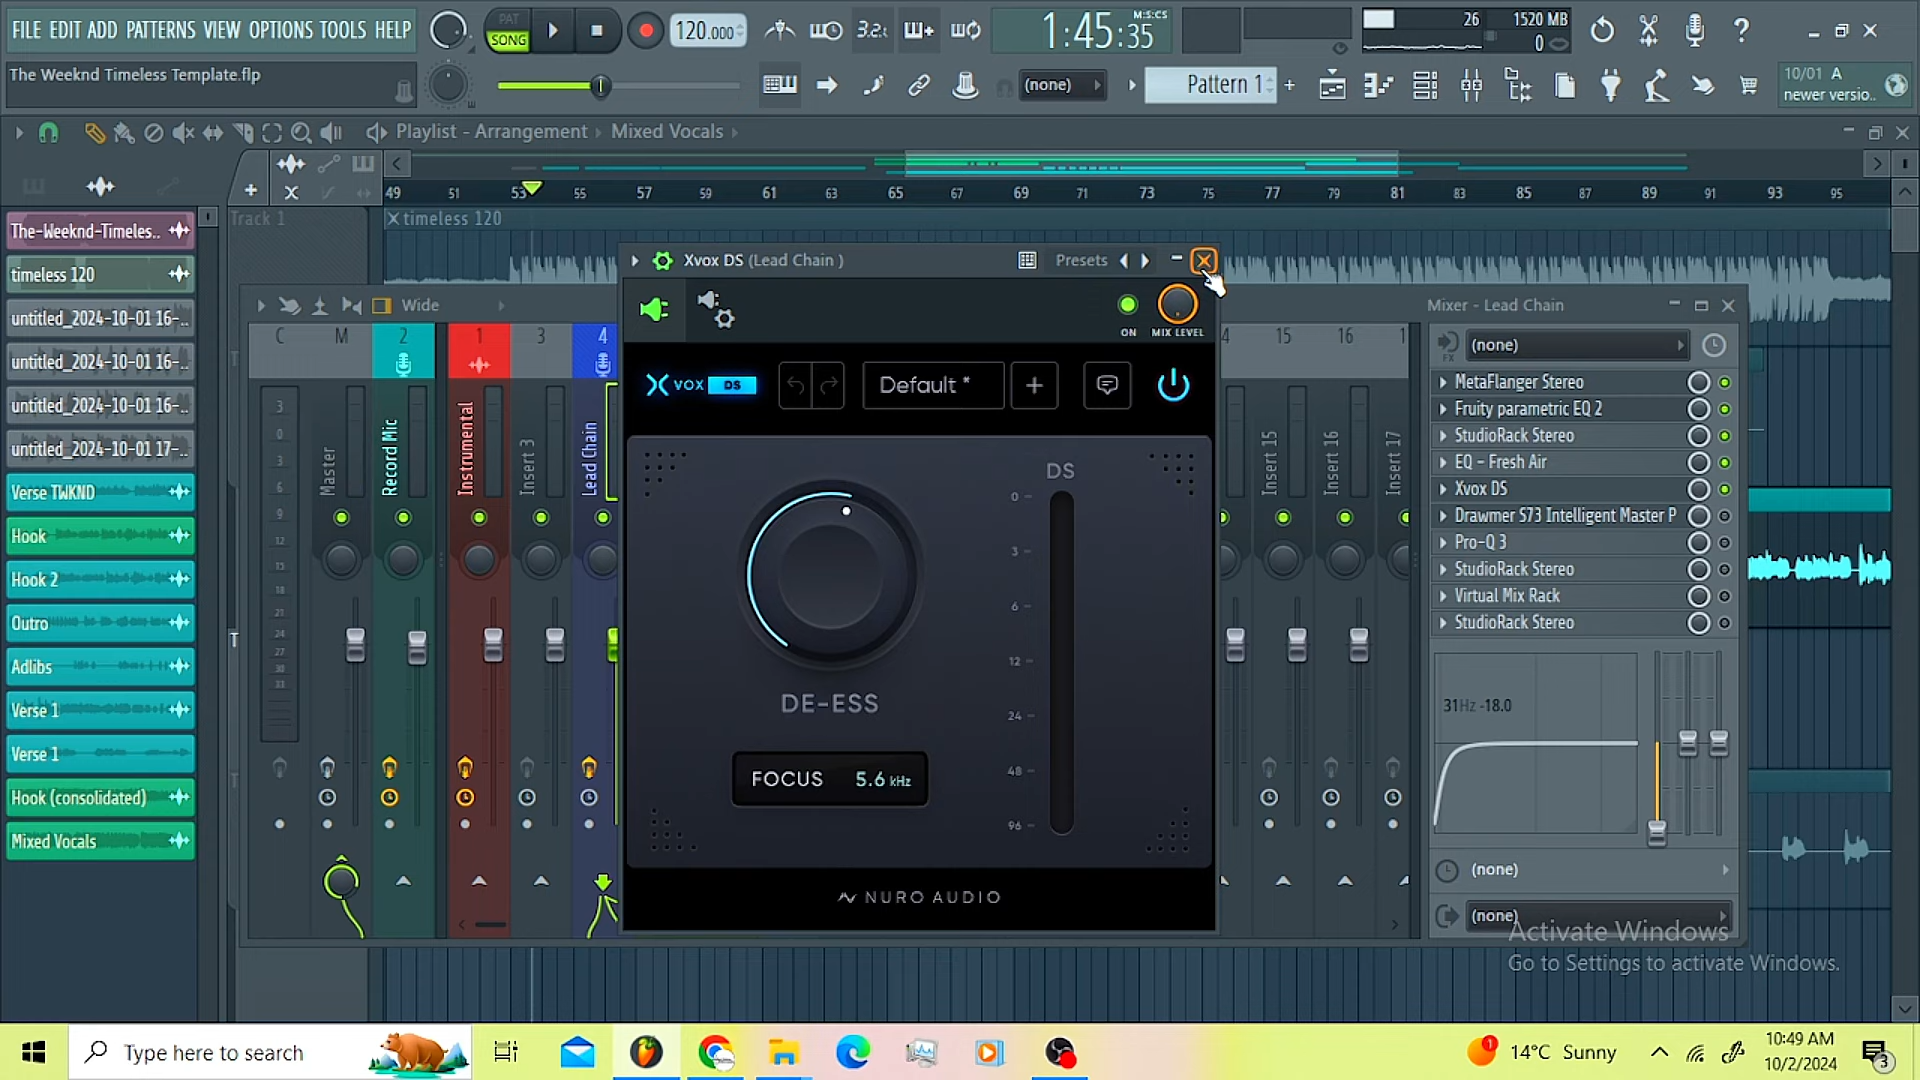 FILE EDIT ADD PATTERNS VIEW OPTIONS TOOLS HELP
PAT
SONG
120.000
3.2.
1:45:35
M:S:CS
26
1520 MB
0
The Weeknd Timeless Template.flp
(none)
Pattern 1
10/01 A
newer versio..
Playlist - Arrangement › Mixed Vocals
49 51 53 55 57 59 61 63 65 67 69 71 73 75 77 79 81 83 85 87 89 91 93 95
Track 1
timeless 120
The-Weeknd-Timeles..
timeless 120
untitled_2024-10-01 16-..
untitled_2024-10-01 16-..
untitled_2024-10-01 16-..
untitled_2024-10-01 17-..
Verse TWKND
Hook
Hook 2
Outro
Adlibs
Verse 1
Verse 1
Hook (consolidated)
Mixed Vocals
Wide
C M 2 1 3 4
Master
Record Mic
Instrumental
Insert 3
Lead Chain
Insert 15
Insert 16
Insert 17
Xvox DS (Lead Chain )
Presets
ON
MIX LEVEL
VOX DS
Default *
DS
0
3
6
12
24
48
96
DE-ESS
FOCUS 5.6 kHz
NURO AUDIO
Mixer - Lead Chain
(none)
MetaFlanger Stereo
Fruity parametric EQ 2
StudioRack Stereo
EQ - Fresh Air
Xvox DS
Drawmer S73 Intelligent Master P
Pro-Q 3
StudioRack Stereo
Virtual Mix Rack
StudioRack Stereo
31Hz -18.0
(none)
(none)
Activate Windows
Go to Settings to activate Windows.
Type here to search
1
14°C Sunny
10:49 AM
10/2/2024
3